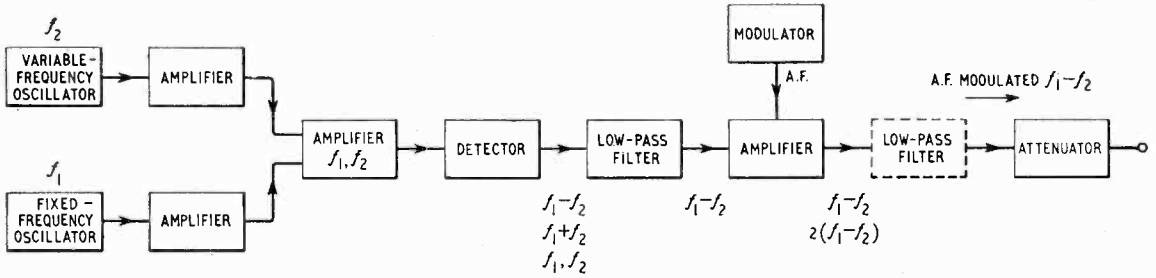 f₂
VARIABLE-
FREQUENCY
OSCILLATOR
AMPLIFIER
f₁
FIXED-
FREQUENCY
OSCILLATOR
AMPLIFIER
AMPLIFIER
f₁, f₂
DETECTOR
f₁−f₂
f₁+f₂
f₁, f₂
LOW-PASS
FILTER
f₁−f₂
MODULATOR
A.F.
AMPLIFIER
f₁−f₂
2(f₁−f₂)
LOW-PASS
FILTER
A.F. MODULATED f₁−f₂
ATTENUATOR